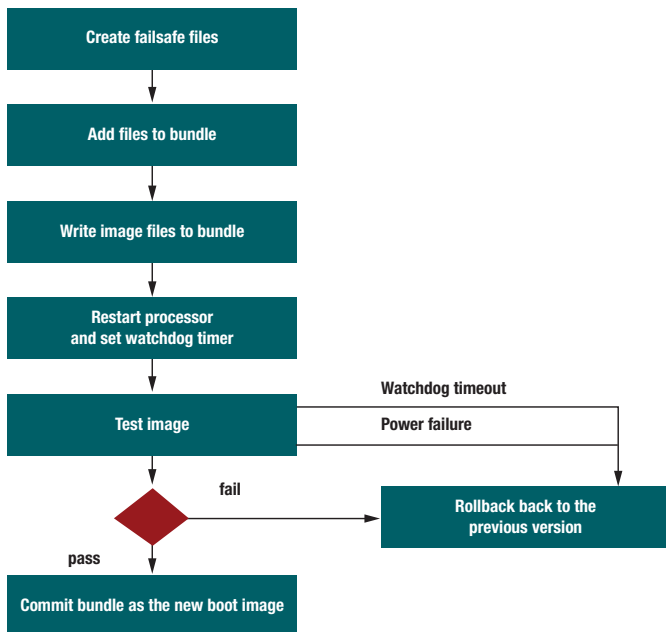 Create failsafe files
Add files to bundle
Write image files to bundle
Restart processor
and set watchdog timer
Watchdog timeout
Test image
Power failure
fail
Rollback back to the
previous version
pass
Commit bundle as the new boot image